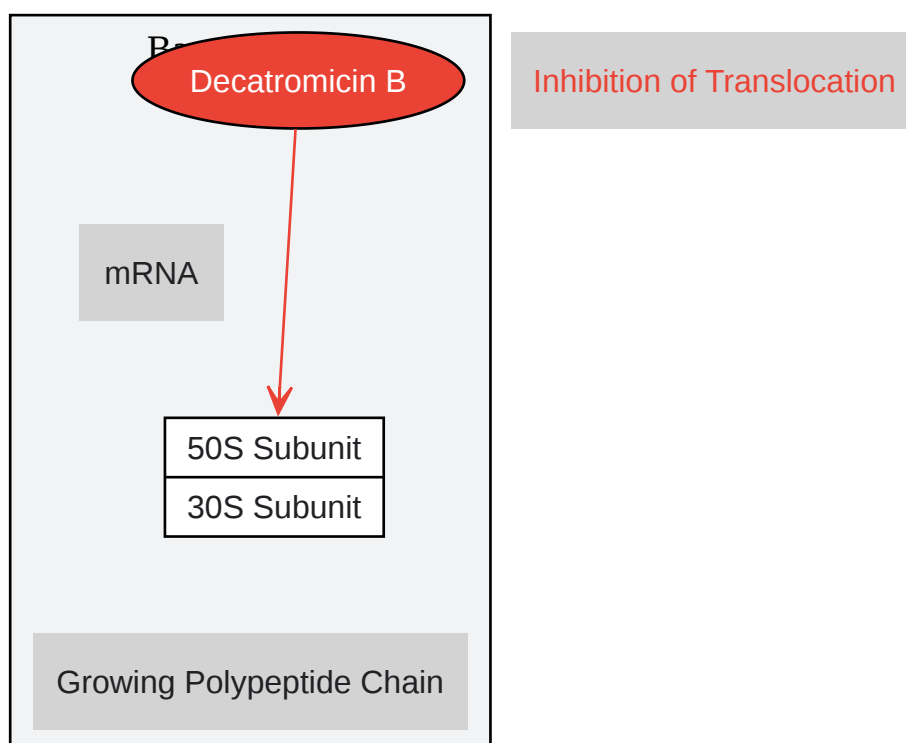 Decatromicin B
Inhibition of Translocation
mRNA
50S Subunit
30S Subunit
Growing Polypeptide Chain